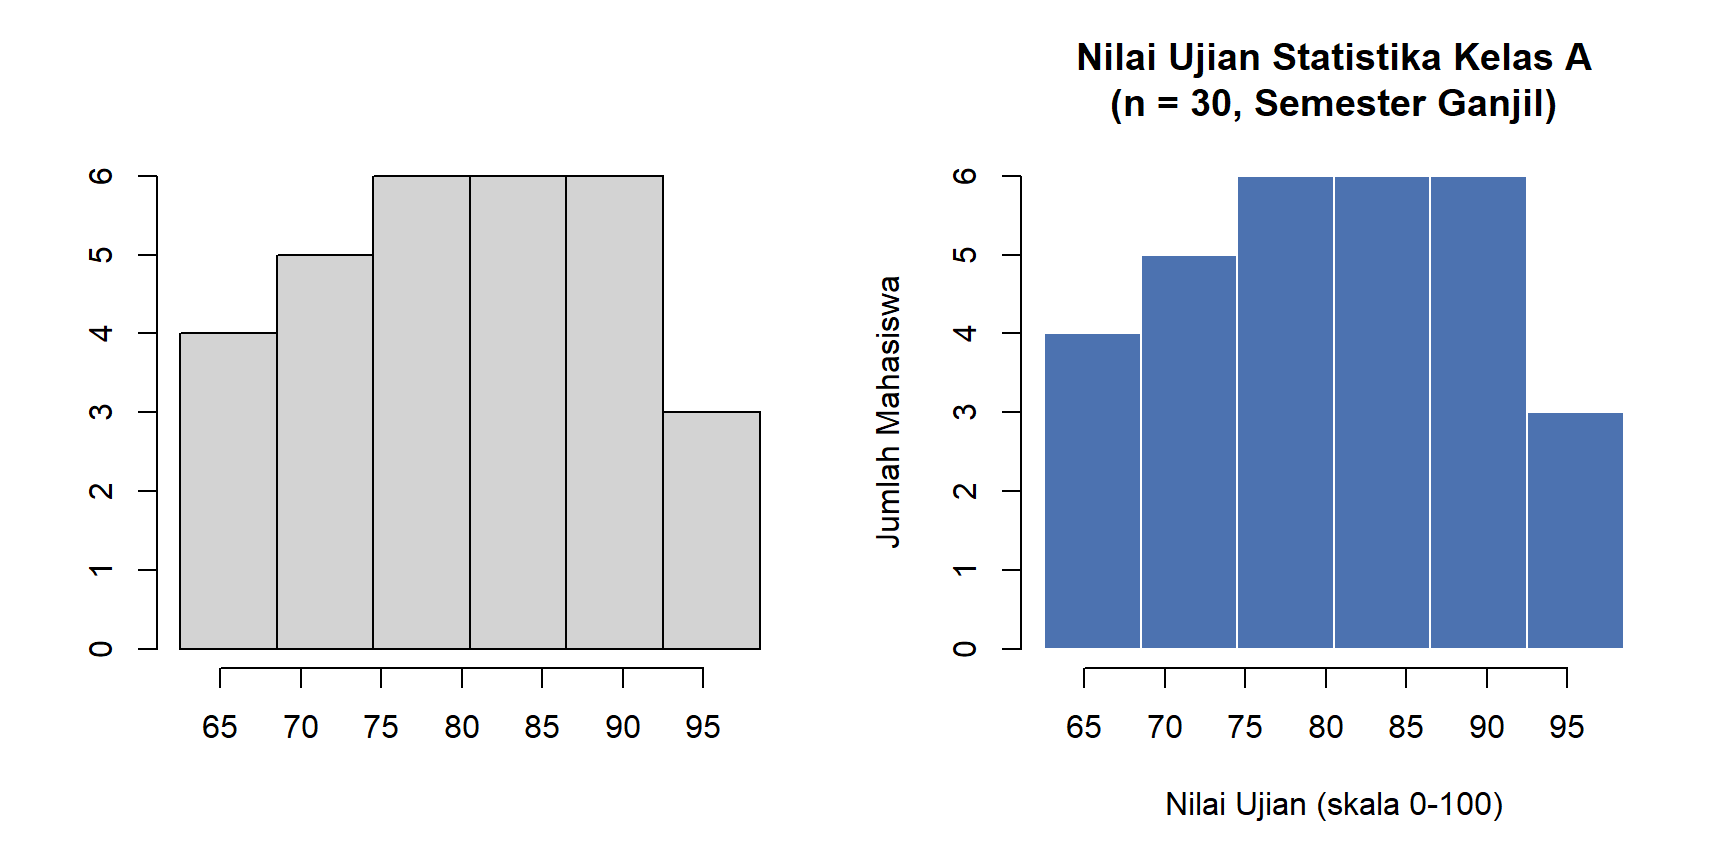 6
5
4
3
2
1
0
65 70 75 80 85 90 95
Nilai Ujian Statistika Kelas A
(n = 30, Semester Ganjil)
Jumlah Mahasiswa
6
5
4
3
2
1
0
65 70 75 80 85 90 95
Nilai Ujian (skala 0-100)